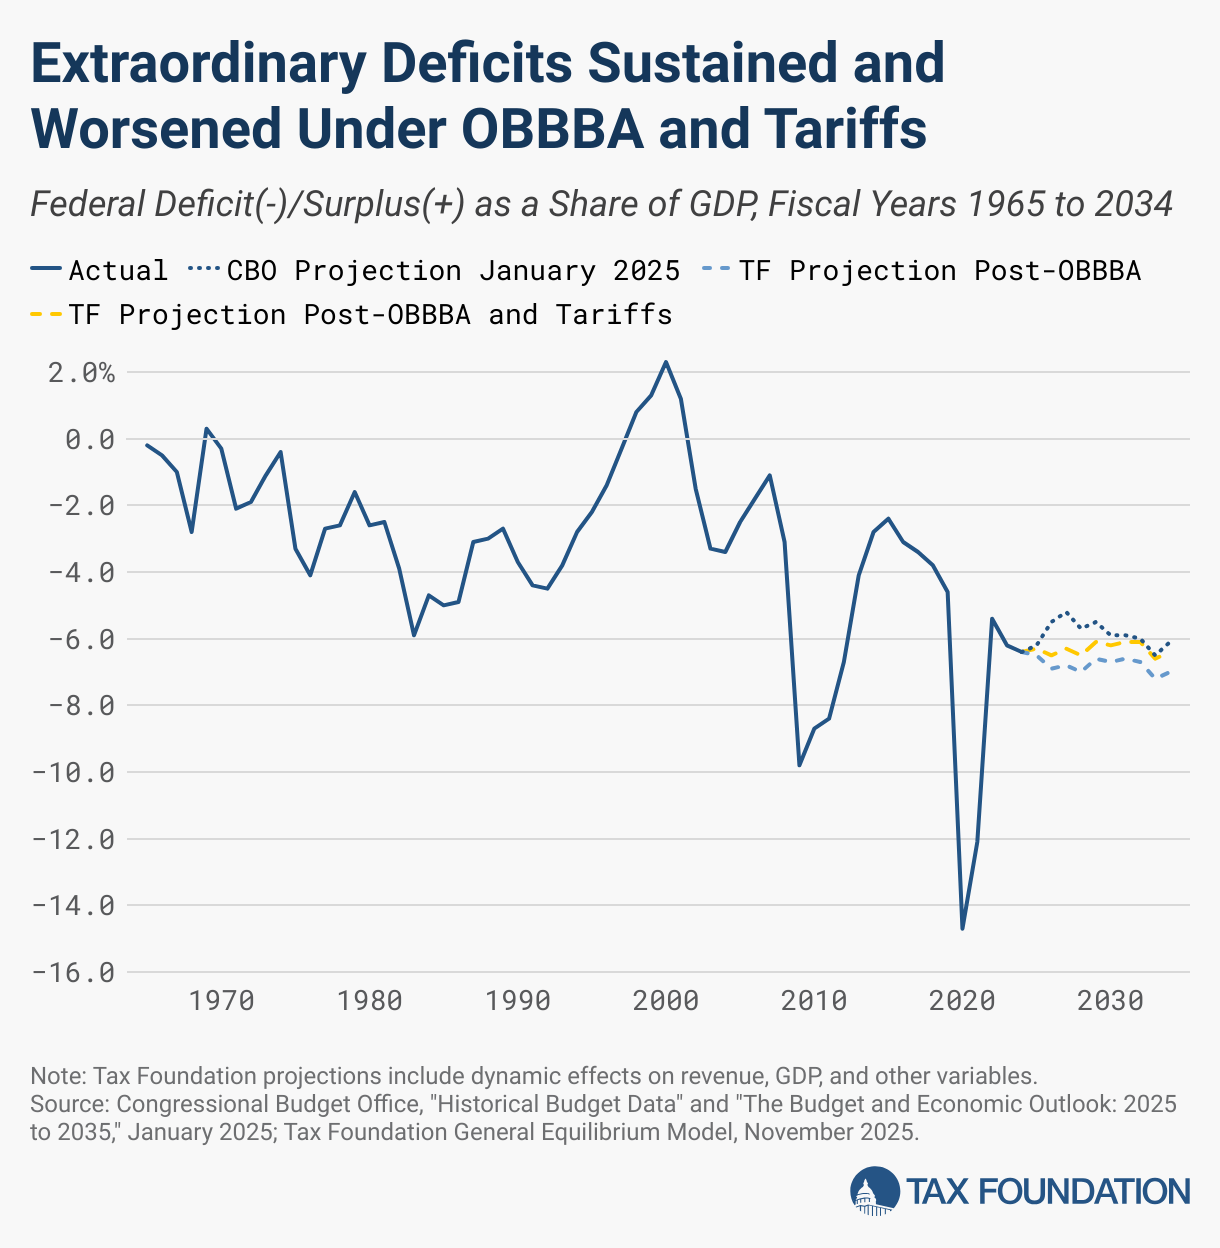 Extraordinary Deficits Sustained and
Worsened Under OBBBA and Tariffs
Federal Deficit(-)/Surplus(+) as a Share of GDP, Fiscal Years 1965 to 2034
Actual CBO Projection January 2025 TF Projection Post-OBBBA
TF Projection Post-OBBBA and Tariffs
2.0%
0.0
−2.0
−4.0
−6.0
−8.0
−10.0
−12.0
−14.0
−16.0
1970 1980 1990 2000 2010 2020 2030
Note: Tax Foundation projections include dynamic effects on revenue, GDP, and other variables.
Source: Congressional Budget Office, "Historical Budget Data" and "The Budget and Economic Outlook: 2025
to 2035," January 2025; Tax Foundation General Equilibrium Model, November 2025.
TAX FOUNDATION